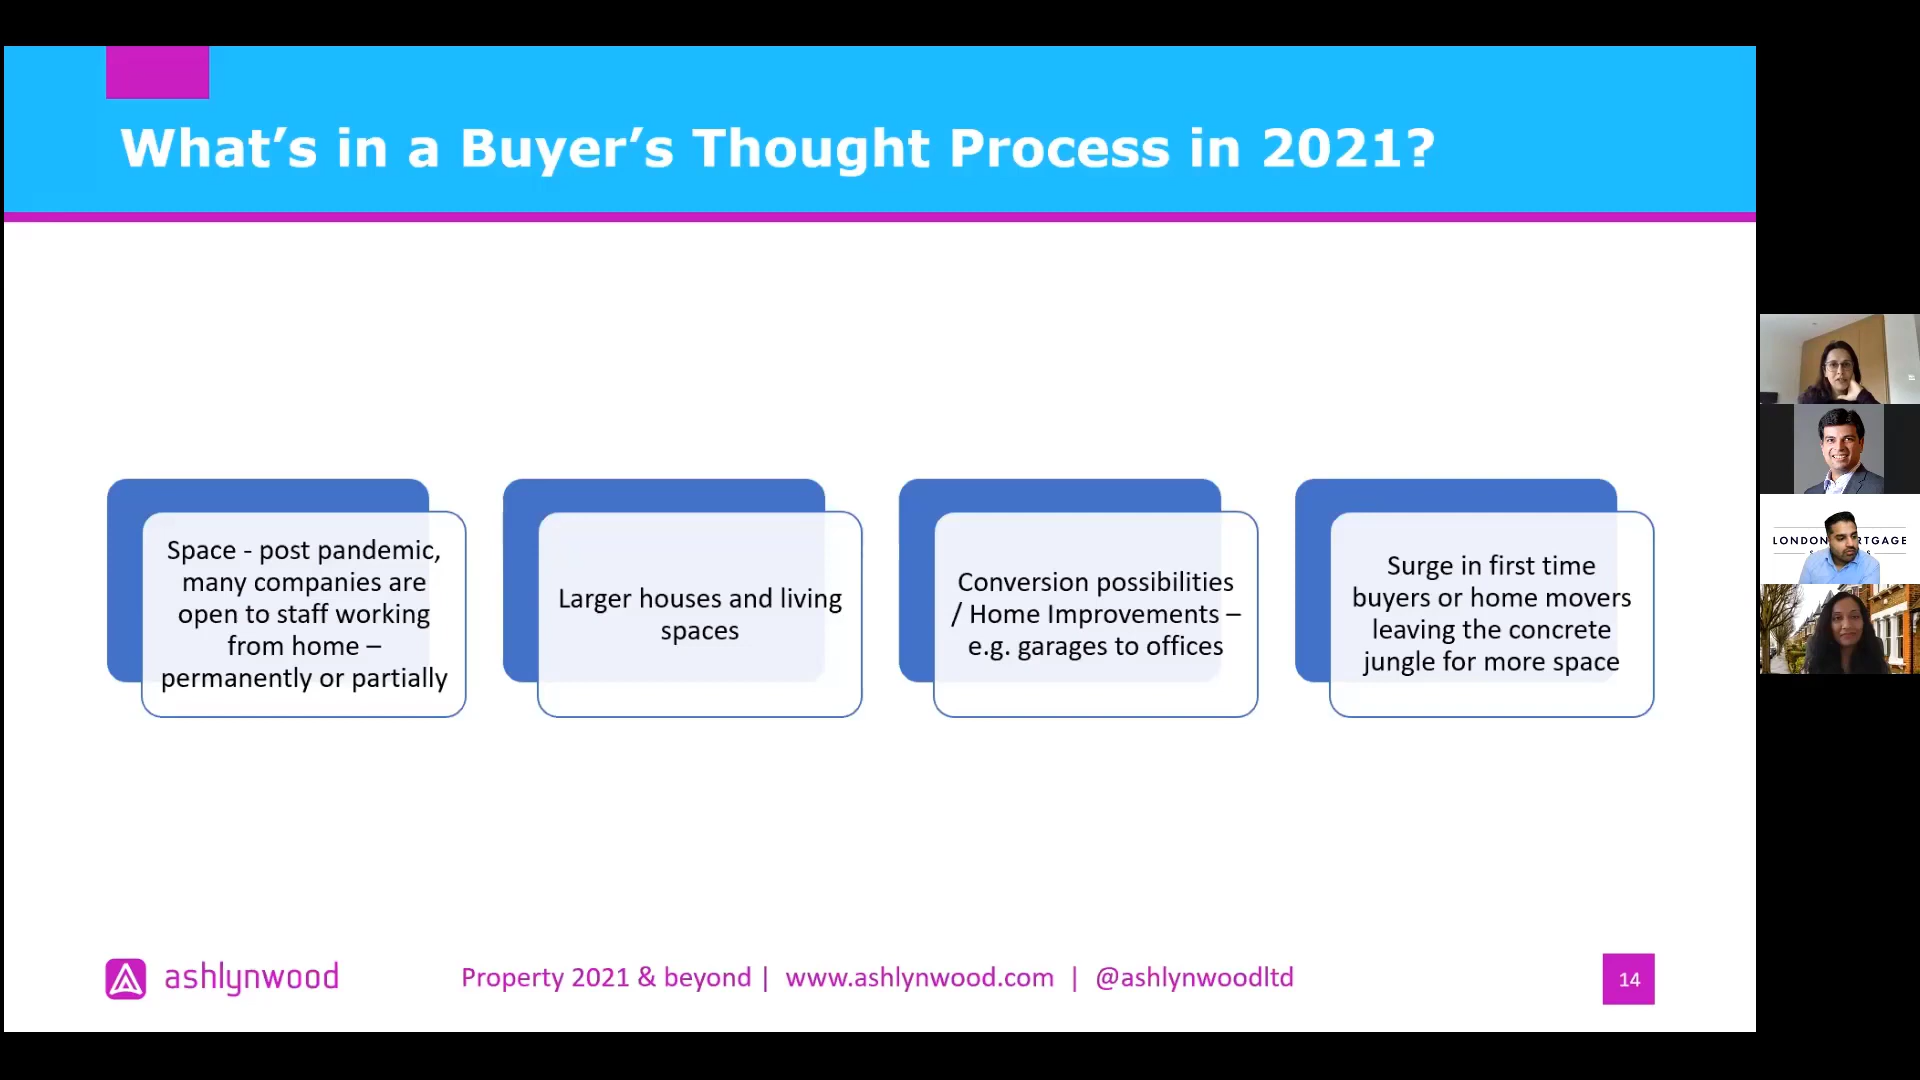 What’s in a Buyer’s Thought Process in 2021?
Space - post pandemic,
many companies are
open to staff working
from home –
permanently or partially
Larger houses and living
spaces
Conversion possibilities
/ Home Improvements –
e.g. garages to offices
Surge in first time
buyers or home movers
leaving the concrete
jungle for more space
ashlynwood
Property 2021 & beyond | www.ashlynwood.com | @ashlynwoodltd
14
LONDON